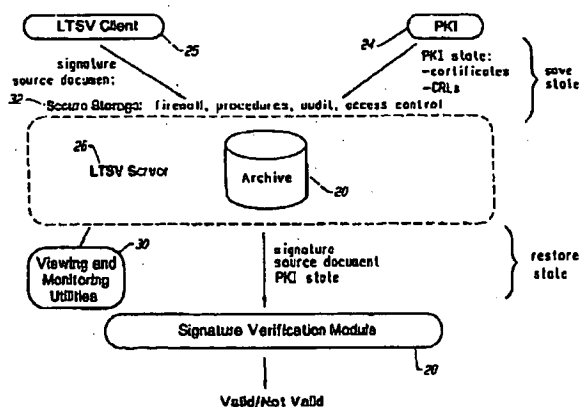 LTSV Client
25
PKI
24
signature
source document:
PKI state:
-certificates
-CRLs
save
state
32
Secure Storage: firewall, procedures, audit, access control
26
LTSV Server
Archive
20
30
Viewing and
Monitoring
Utilities
signature
source document
PKI state
restore
state
Signature Verification Module
28
Valid/Not Valid